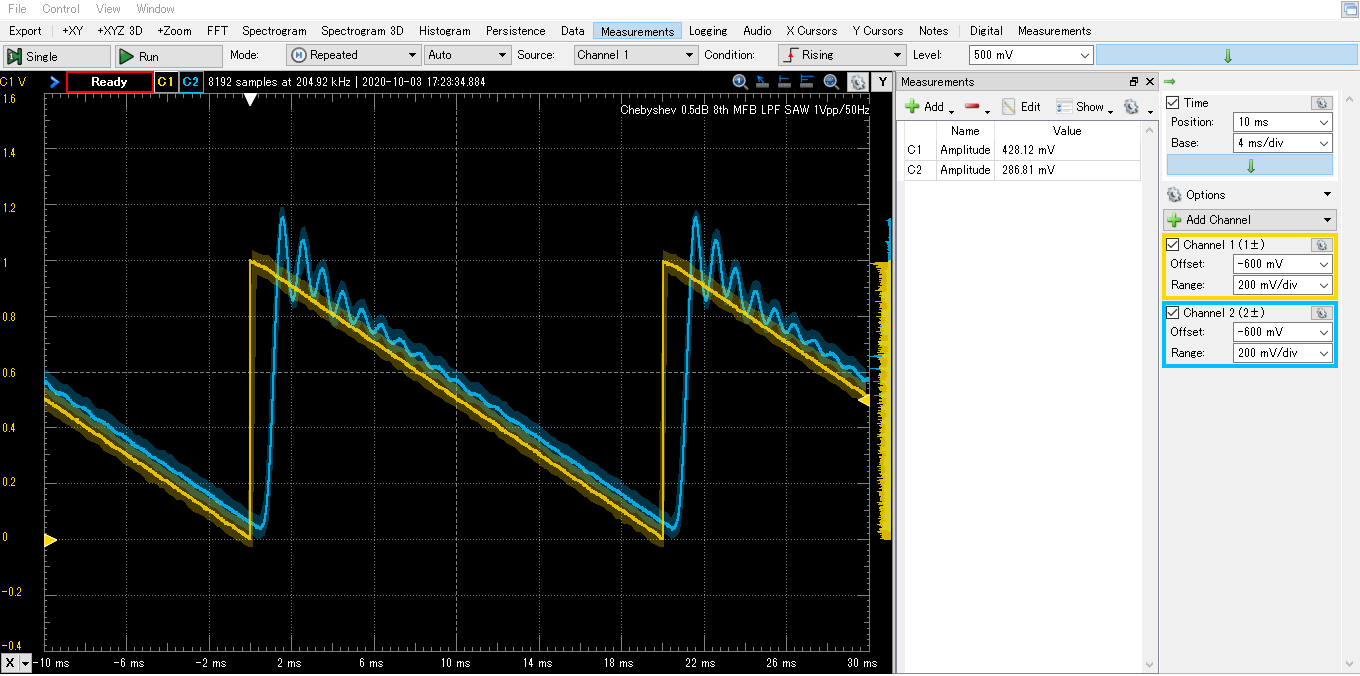 File Control View Window
Export +XY +XYZ 3D +Zoom FFT Spectrogram Spectrogram 3D Histogram Persistence Data Measurements Logging Audio X Cursors Y Cursors Notes Digital Measurements
Single Run Mode: Repeated Auto Source: Channel 1 Condition: Rising Level: 500 mV
C1 V Ready C1 C2 8192 samples at 204.92 kHz | 2020-10-03 17:23:34.884 Y
Chebyshev 0.5dB 8th MFB LPF SAW 1Vpp/50Hz
1.6
1.4
1.2
1
0.8
0.6
0.4
0.2
0
-0.2
-0.4
X -10 ms -6 ms -2 ms 2 ms 6 ms 10 ms 14 ms 18 ms 22 ms 26 ms 30 ms
Measurements
Add Edit Show
Name Value
C1 Amplitude 428.12 mV
C2 Amplitude 286.81 mV
Time
Position: 10 ms
Base: 4 ms/div
Options
Add Channel
Channel 1 (1±)
Offset: -600 mV
Range: 200 mV/div
Channel 2 (2±)
Offset: -600 mV
Range: 200 mV/div